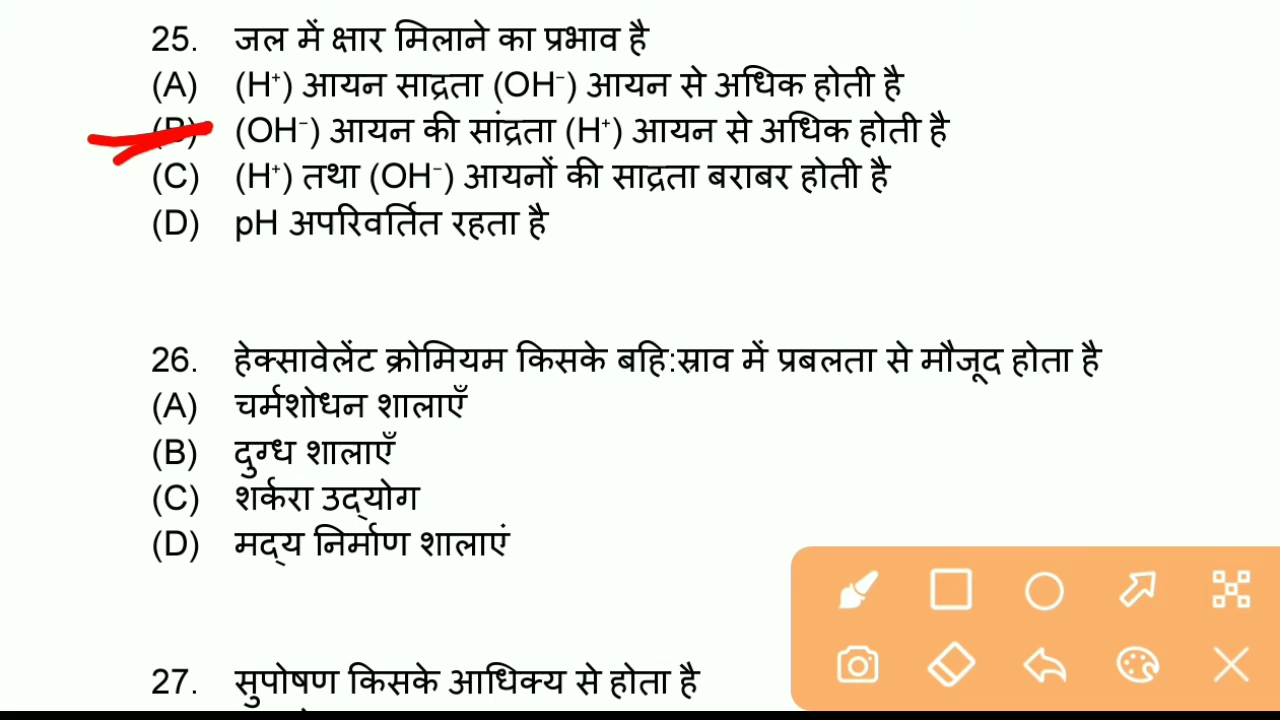 25. जल में क्षार मिलाने का प्रभाव है
(A) (H⁺) आयन साद्रता (OH⁻) आयन से अधिक होती है
(B) (OH⁻) आयन की सांद्रता (H⁺) आयन से अधिक होती है
(C) (H⁺) तथा (OH⁻) आयनों की साद्रता बराबर होती है
(D) pH अपरिवर्तित रहता है
26. हेक्सावेलेंट क्रोमियम किसके बहि:स्राव में प्रबलता से मौजूद होता है
(A) चर्मशोधन शालाएँ
(B) दुग्ध शालाएँ
(C) शर्करा उद्योग
(D) मद्य निर्माण शालाएं
27. सुपोषण किसके आधिक्य से होता है